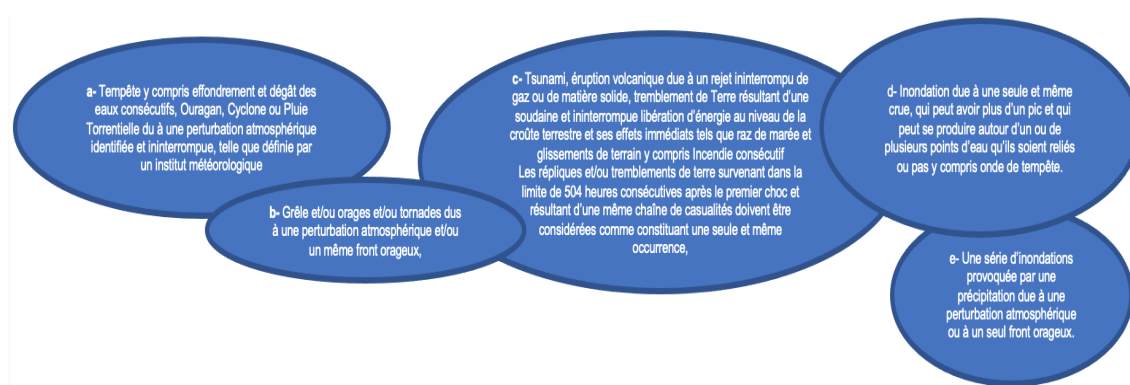 a- Tempête y compris effondrement et dégât des
eaux consécutifs, Ouragan, Cyclone ou Pluie
Torrentielle du à une perturbation atmosphérique
identifiée et ininterrompue, telle que définie par
un institut météorologique
b- Grêle et/ou orages et/ou tornades dus
à une perturbation atmosphérique et/ou
un même front orageux,
c- Tsunami, éruption volcanique due à un rejet ininterrompu de
gaz ou de matière solide, tremblement de Terre résultant d'une
soudaine et ininterrompue libération d'énergie au niveau de la
croûte terrestre et ses effets immédiats tels que raz de marée et
glissements de terrain y compris Incendie consécutif
Les répliques et/ou tremblements de terre survenant dans la
limite de 504 heures consécutives après le premier choc et
résultant d'une même chaîne de casualités doivent être
considérées comme constituant une seule et même
occurrence,
d- Inondation due à une seule et même
crue, qui peut avoir plus d'un pic et qui
peut se produire autour d'un ou de
plusieurs points d'eau qu'ils soient reliés
ou pas y compris onde de tempête.
e- Une série d'inondations
provoquée par une
précipitation due à une
perturbation atmosphérique
ou à un seul front orageux.